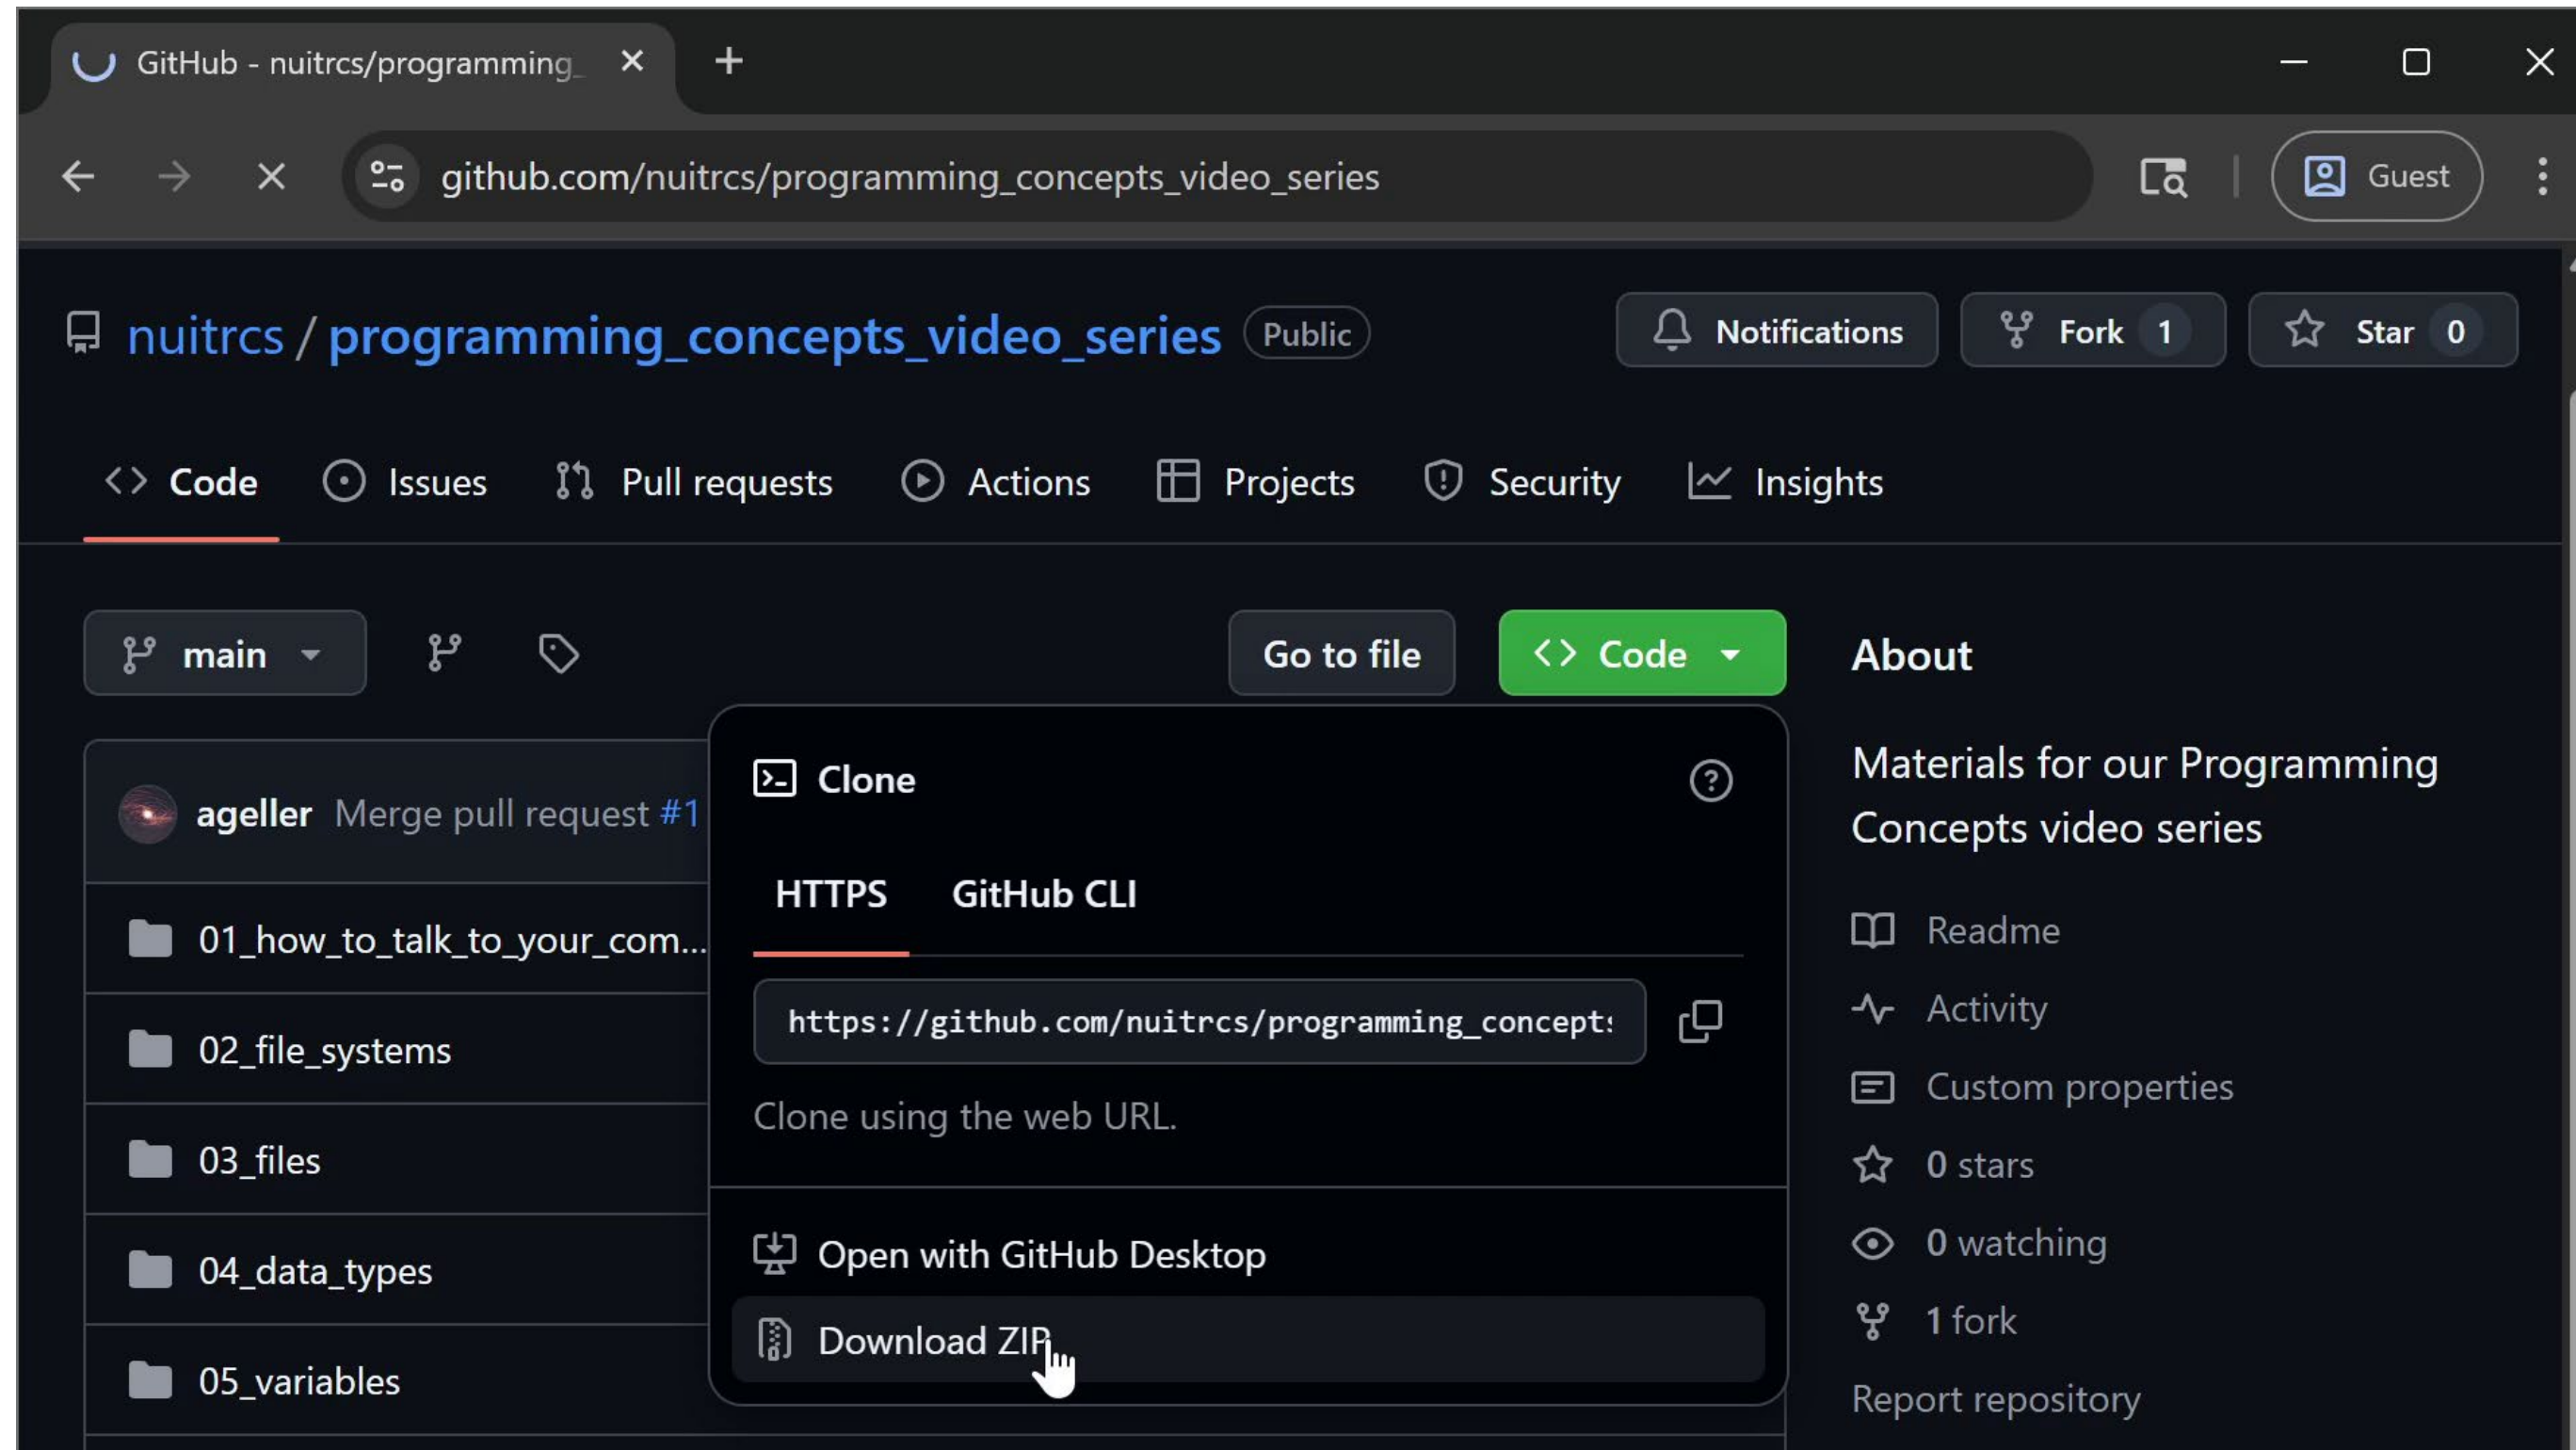 GitHub - nuitrcs/programming_
github.com/nuitrcs/programming_concepts_video_series
Guest
nuitrcs / programming_concepts_video_series Public
Notifications
Fork 1
Star 0
Code
Issues
Pull requests
Actions
Projects
Security
Insights
main
Go to file
Code
ageller Merge pull request #1
01_how_to_talk_to_your_com...
02_file_systems
03_files
04_data_types
05_variables
Clone
HTTPS
GitHub CLI
https://github.com/nuitrcs/programming_concepts
Clone using the web URL.
Open with GitHub Desktop
Download ZIP
About
Materials for our Programming
Concepts video series
Readme
Activity
Custom properties
0 stars
0 watching
1 fork
Report repository